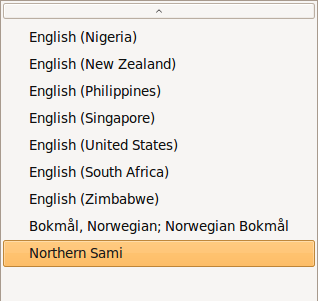 English (Nigeria)
English (New Zealand)
English (Philippines)
English (Singapore)
English (United States)
English (South Africa)
English (Zimbabwe)
Bokmål, Norwegian; Norwegian Bokmål
Northern Sami